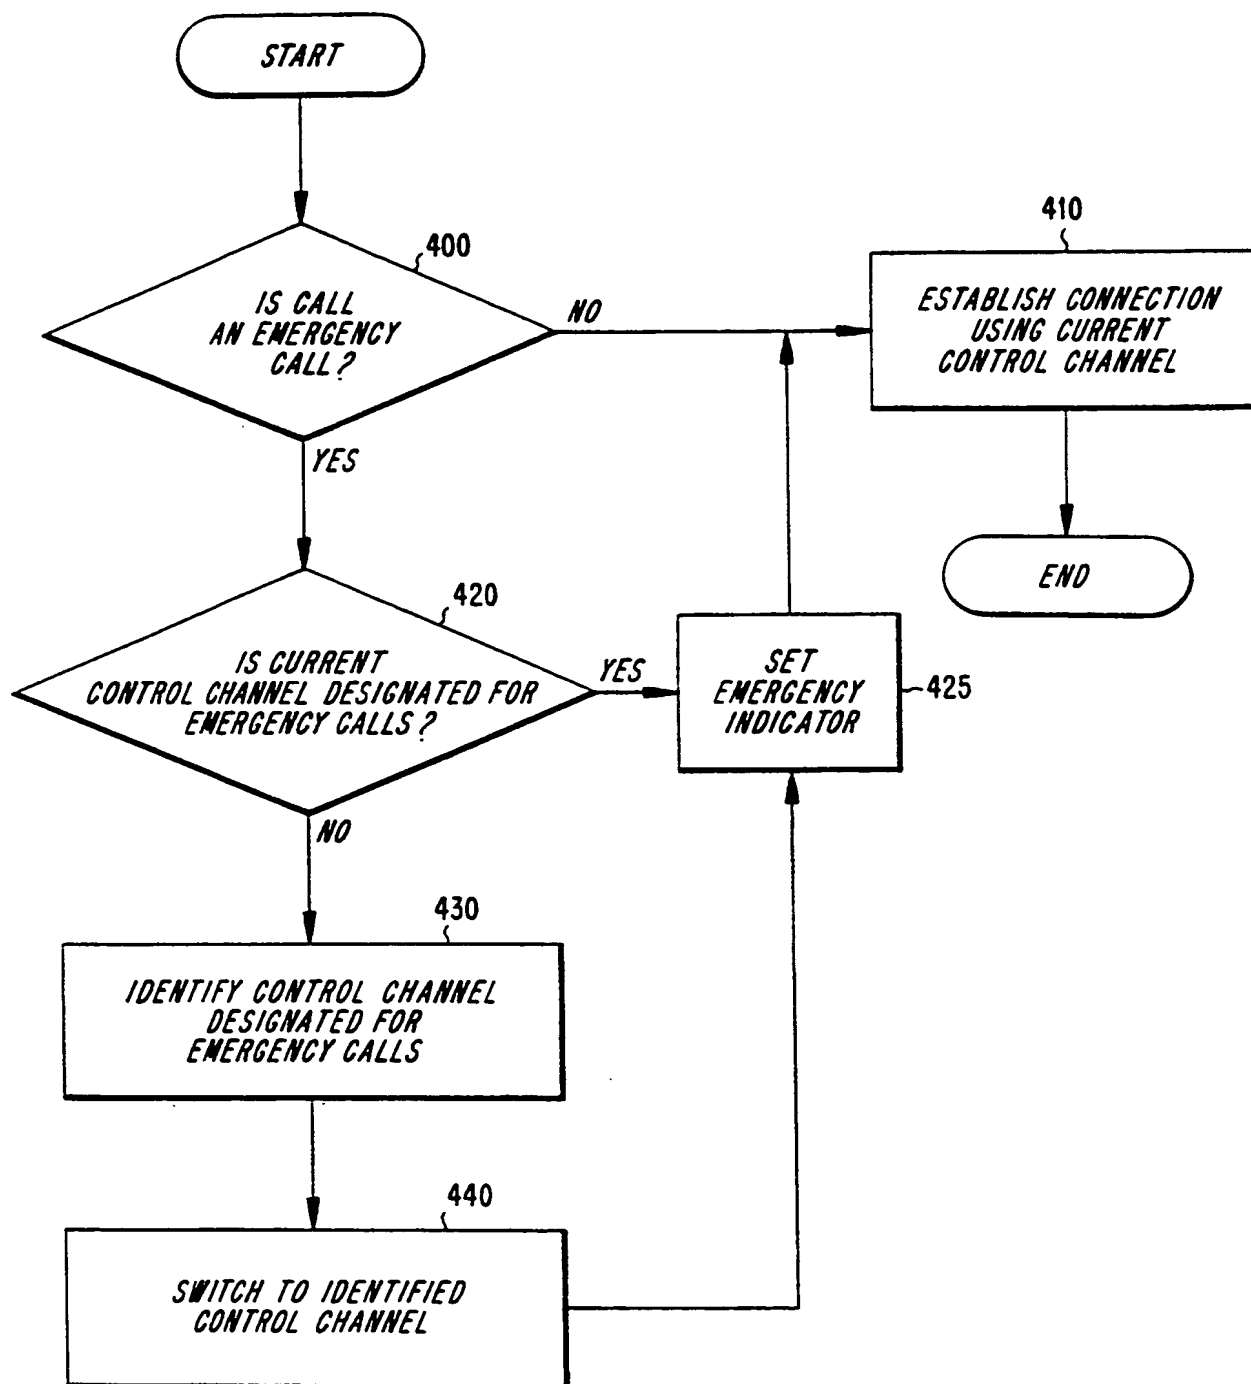 START
400
IS CALL
AN EMERGENCY
CALL?
NO
YES
410
ESTABLISH CONNECTION
USING CURRENT
CONTROL CHANNEL
END
420
IS CURRENT
CONTROL CHANNEL DESIGNATED FOR
EMERGENCY CALLS?
YES
NO
SET
EMERGENCY
INDICATOR
425
430
IDENTIFY CONTROL CHANNEL
DESIGNATED FOR
EMERGENCY CALLS
440
SWITCH TO IDENTIFIED
CONTROL CHANNEL